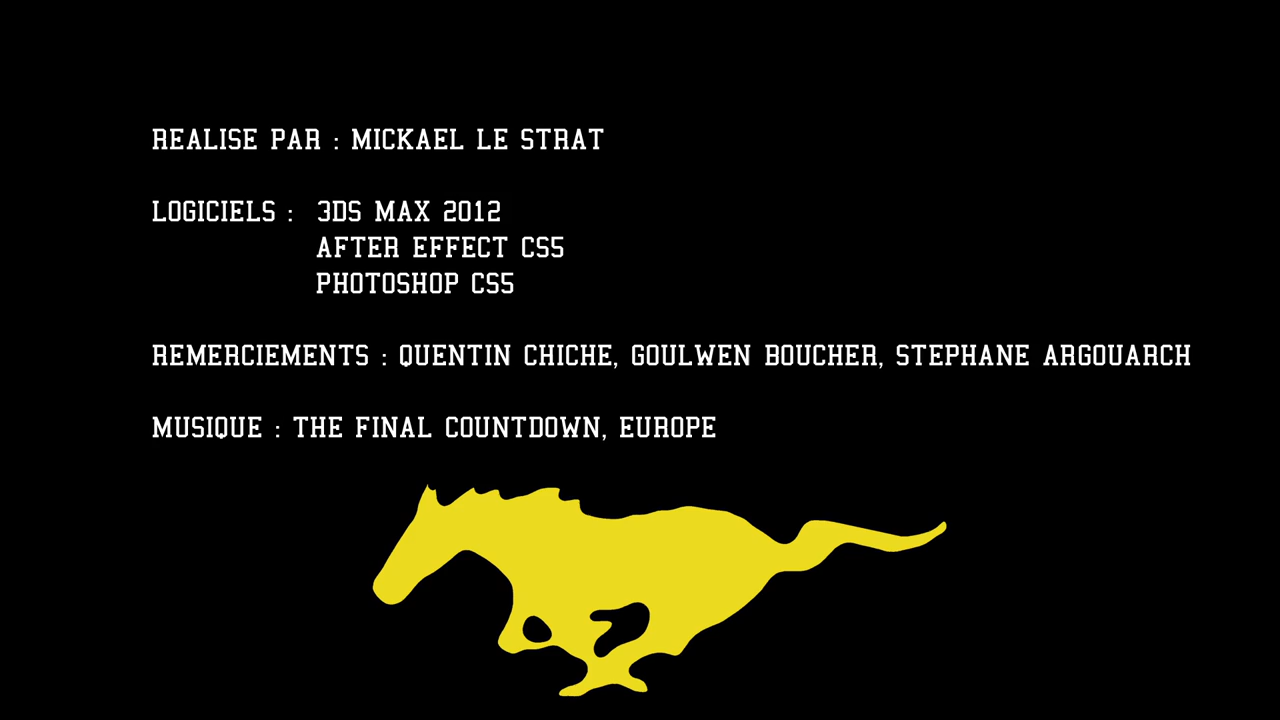 REALISE PAR : MICKAEL LE STRAT
LOGICIELS : 3DS MAX 2012
AFTER EFFECT CS5
PHOTOSHOP CS5
REMERCIEMENTS : QUENTIN CHICHE, GOULWEN BOUCHER, STEPHANE ARGOUARCH
MUSIQUE : THE FINAL COUNTDOWN, EUROPE